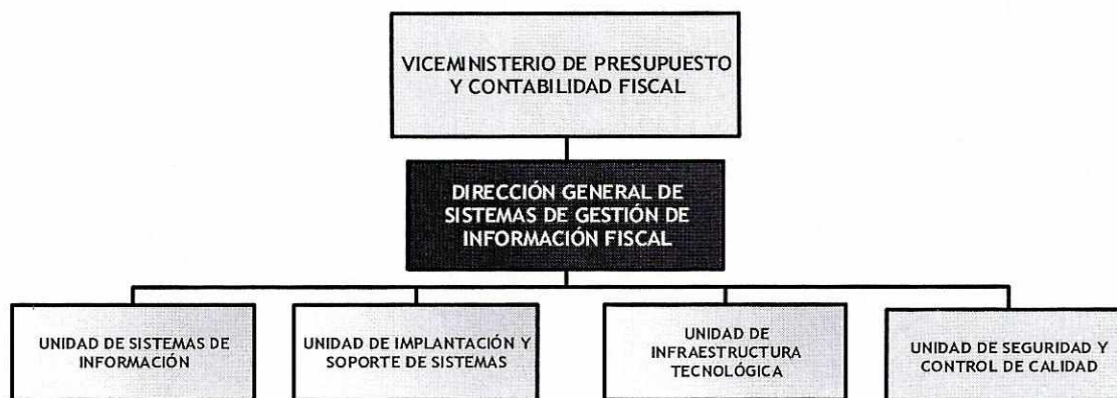 VICEMINISTERIO DE PRESUPUESTO
Y CONTABILIDAD FISCAL
DIRECCIÓN GENERAL DE
SISTEMAS DE GESTIÓN DE
INFORMACIÓN FISCAL
UNIDAD DE SISTEMAS DE
INFORMACIÓN
UNIDAD DE IMPLANTACIÓN Y
SOPORTE DE SISTEMAS
UNIDAD DE
INFRAESTRUCTURA
TECNOLÓGICA
UNIDAD DE SEGURIDAD Y
CONTROL DE CALIDAD